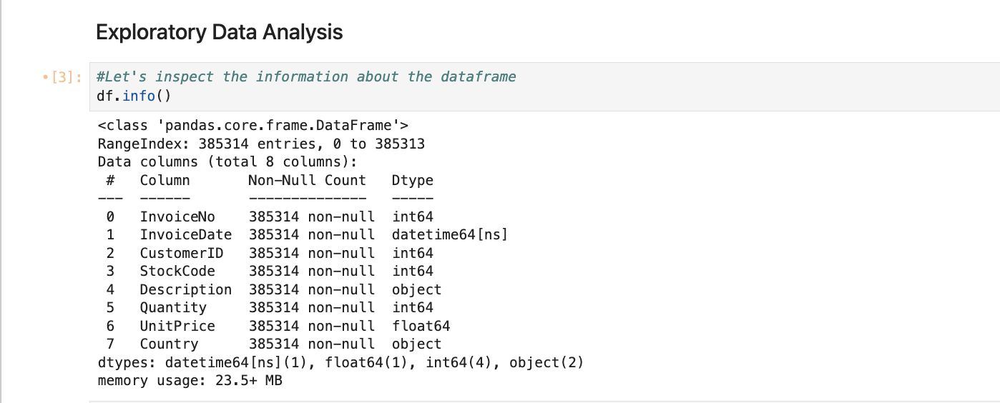 Exploratory Data Analysis
•[3]: #Let's inspect the information about the dataframe
df.info()
<class 'pandas.core.frame.DataFrame'>
RangeIndex: 385314 entries, 0 to 385313
Data columns (total 8 columns):
 #   Column       Non-Null Count   Dtype
---  ------       --------------   -----
 0   InvoiceNo    385314 non-null  int64
 1   InvoiceDate  385314 non-null  datetime64[ns]
 2   CustomerID   385314 non-null  int64
 3   StockCode    385314 non-null  int64
 4   Description  385314 non-null  object
 5   Quantity     385314 non-null  int64
 6   UnitPrice    385314 non-null  float64
 7   Country      385314 non-null  object
dtypes: datetime64[ns](1), float64(1), int64(4), object(2)
memory usage: 23.5+ MB